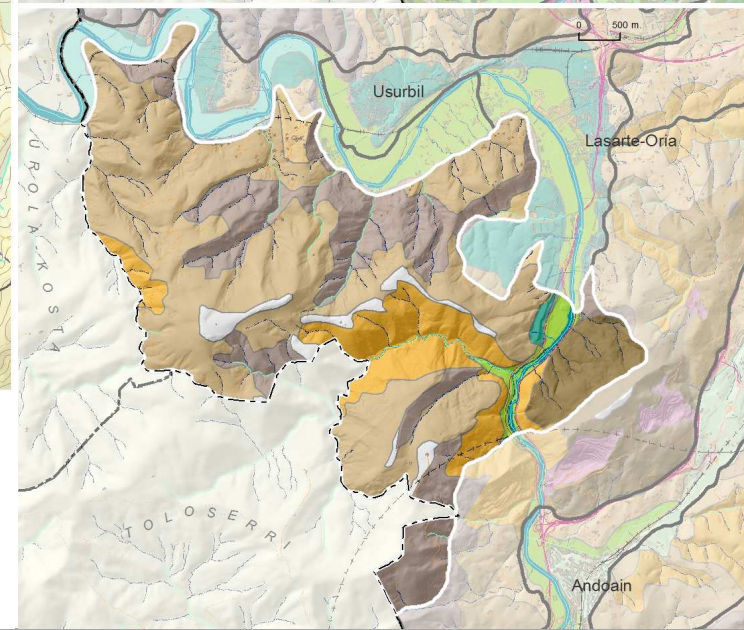 0 500 m.
Usurbil
Lasarte-Oria
UROLA KOSTA
TOLOSERRI
Andoain